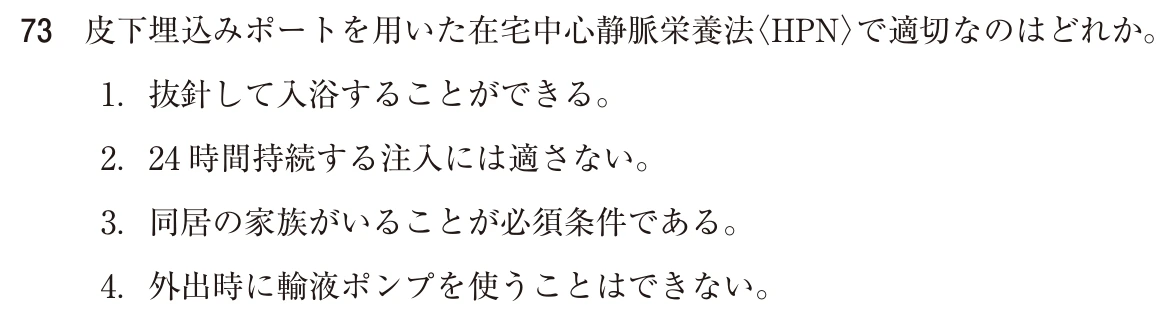 73 皮下埋込みポートを用いた在宅中心静脈栄養法〈HPN〉で適切なのはどれか。
1. 抜針して入浴することができる。
2. 24時間持続する注入には適さない。
3. 同居の家族がいることが必須条件である。
4. 外出時に輸液ポンプを使うことはできない。